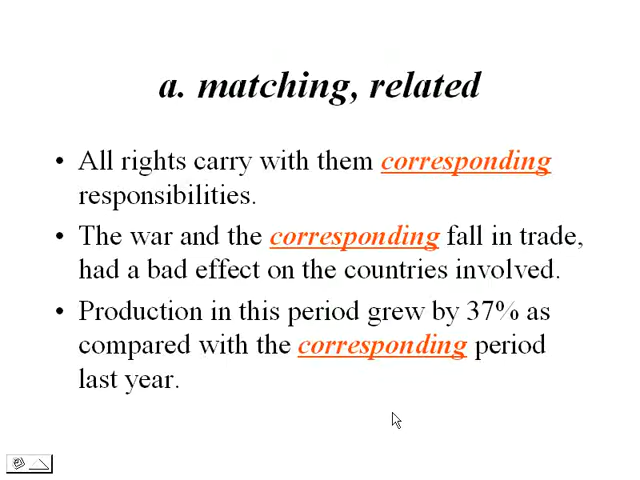 a. matching, related
• All rights carry with them corresponding
responsibilities.
• The war and the corresponding fall in trade,
had a bad effect on the countries involved.
• Production in this period grew by 37% as
compared with the corresponding period
last year.